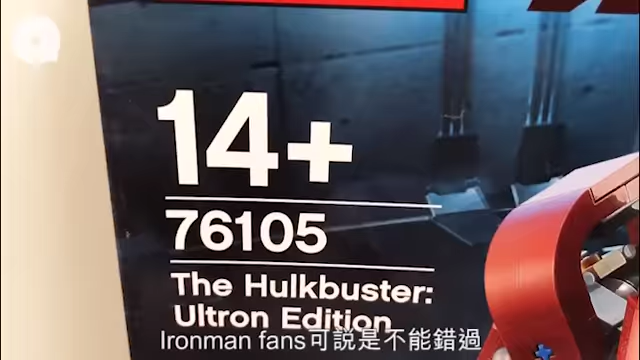 14+
76105
The Hulkbuster:
Ultron Edition
Ironman fans可說是不能錯過